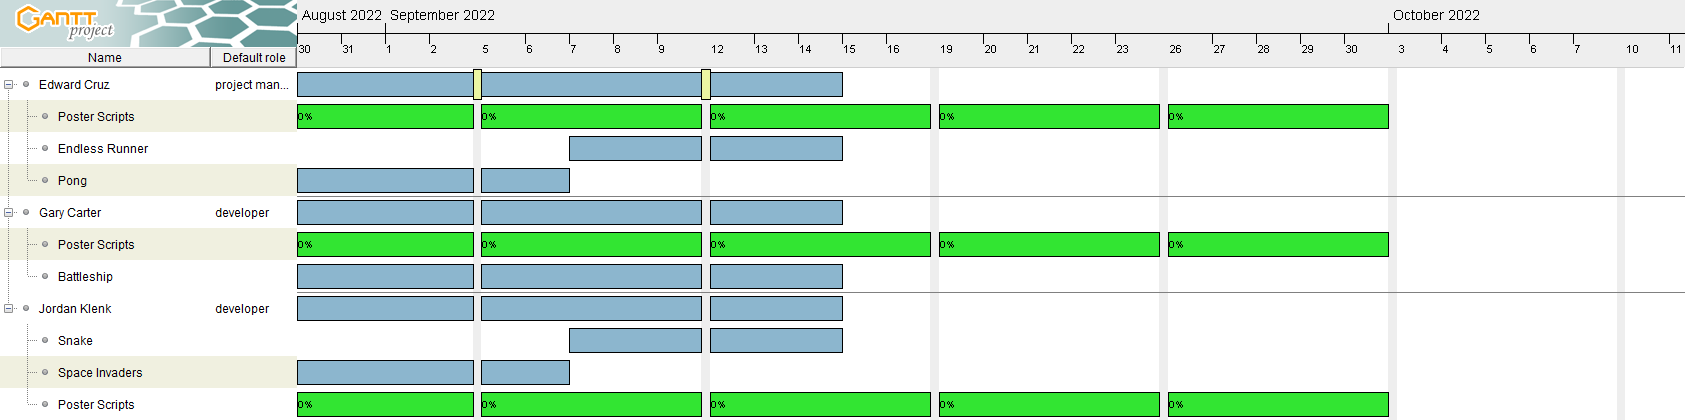 GANTT
project
August 2022 September 2022 October 2022
30 31 1 2 5 6 7 8 9 12 13 14 15 16 19 20 21 22 23 26 27 28 29 30 3 4 5 6 7 10 11
Name Default role
Edward Cruz project man...
Poster Scripts 0% 0% 0% 0% 0%
Endless Runner
Pong
Gary Carter developer
Poster Scripts 0% 0% 0% 0% 0%
Battleship
Jordan Klenk developer
Snake
Space Invaders
Poster Scripts 0% 0% 0% 0% 0%